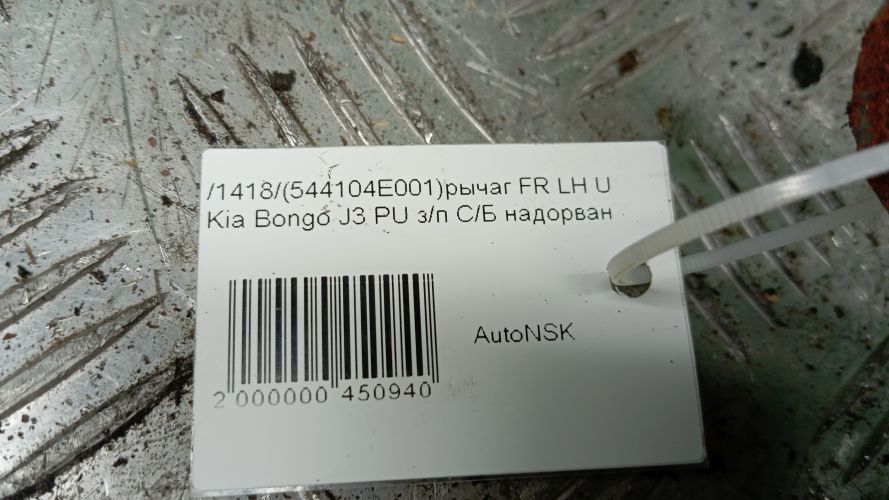 /1418/(544104E001)рычаг FR LH U
Kia Bongo J3 PU з/п С/Б надорван
AutoNSK
2 000000 450940